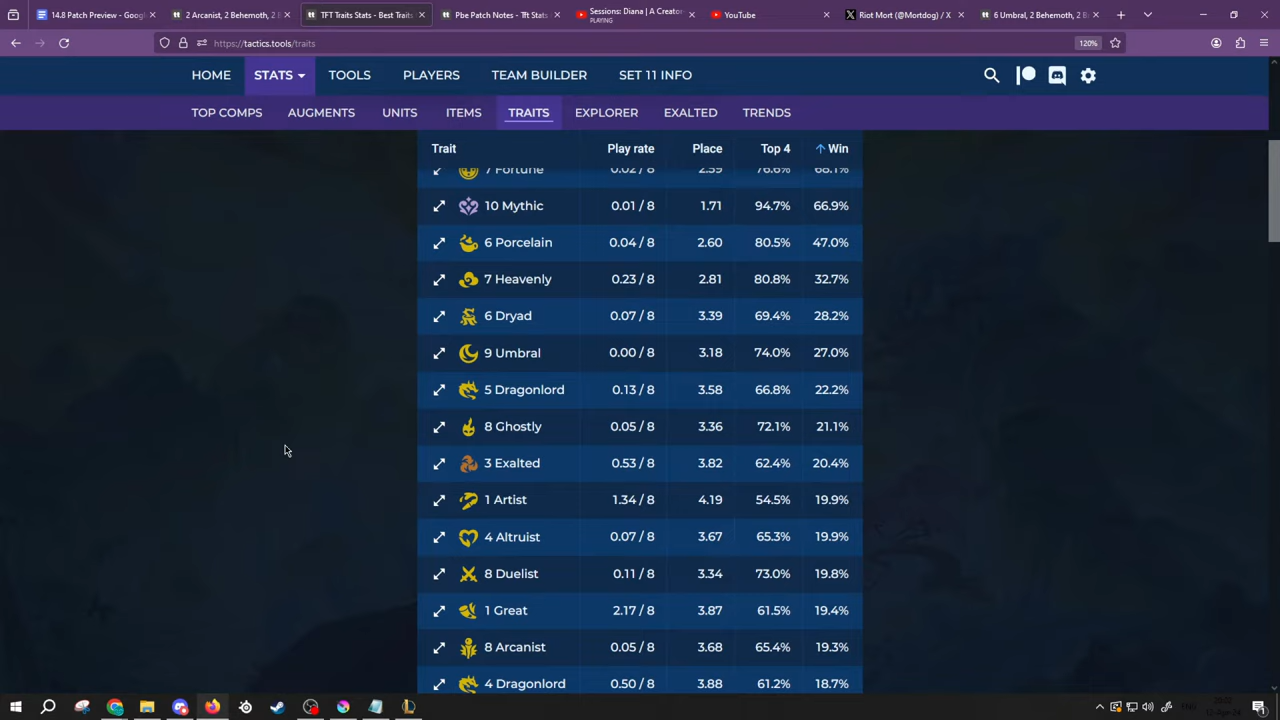 14.8 Patch Preview - Googl
2 Arcanist, 2 Behemoth, 2 B
TFT Traits Stats - Best Traits
Pbe Patch Notes - Tft Stats
Sessions: Diana | A Creator
PLAYING
YouTube
Riot Mort (@Mortdog) / X
6 Umbral, 2 Behemoth, 2 B
https://tactics.tools/traits
120%
HOME STATS TOOLS PLAYERS TEAM BUILDER SET 11 INFO
TOP COMPS AUGMENTS UNITS ITEMS TRAITS EXPLORER EXALTED TRENDS
Trait Play rate Place Top 4 Win
7 Fortune 0.02 / 8 2.59 76.6% 68.1%
10 Mythic 0.01 / 8 1.71 94.7% 66.9%
6 Porcelain 0.04 / 8 2.60 80.5% 47.0%
7 Heavenly 0.23 / 8 2.81 80.8% 32.7%
6 Dryad 0.07 / 8 3.39 69.4% 28.2%
9 Umbral 0.00 / 8 3.18 74.0% 27.0%
5 Dragonlord 0.13 / 8 3.58 66.8% 22.2%
8 Ghostly 0.05 / 8 3.36 72.1% 21.1%
3 Exalted 0.53 / 8 3.82 62.4% 20.4%
1 Artist 1.34 / 8 4.19 54.5% 19.9%
4 Altruist 0.07 / 8 3.67 65.3% 19.9%
8 Duelist 0.11 / 8 3.34 73.0% 19.8%
1 Great 2.17 / 8 3.87 61.5% 19.4%
8 Arcanist 0.05 / 8 3.68 65.4% 19.3%
4 Dragonlord 0.50 / 8 3.88 61.2% 18.7%